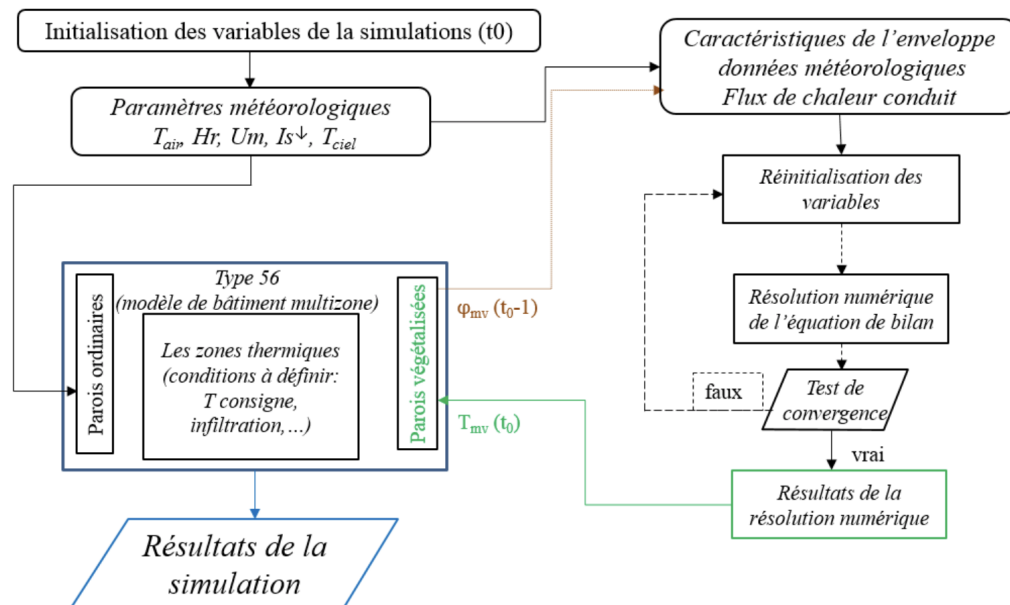 Initialisation des variables de la simulations (t0)
Paramètres météorologiques
Tair, Hr, Um, Is↓, Tciel
Caractéristiques de l'enveloppe
données météorologiques
Flux de chaleur conduit
Réinitialisation des
variables
Résolution numérique
de l'équation de bilan
Test de
convergence
faux
vrai
Résultats de la
résolution numérique
Type 56
(modèle de bâtiment multizone)
Parois ordinaires
Les zones thermiques
(conditions à définir:
T consigne,
infiltration,...)
Parois végétalisées
φmv (t0-1)
Tmv (t0)
Résultats de la
simulation